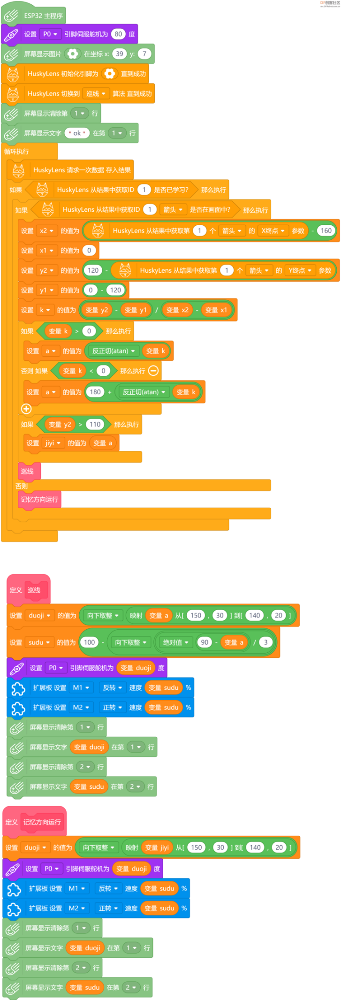 DF创客社区
mc.DFRobot.com.cn
ESP32 主程序
设置 P0 引脚伺服舵机为 80 度
屏幕显示图片 在坐标 x: 39 y: 7
HuskyLens 初始化引脚为 直到成功
HuskyLens 切换到 巡线 算法 直到成功
屏幕显示清除第 1 行
屏幕显示文字 "ok" 在第 1 行
循环执行
HuskyLens 请求一次数据 存入结果
如果 HuskyLens 从结果中获取ID 1 是否已学习? 那么执行
如果 HuskyLens 从结果中获取ID 1 箭头 是否在画面中? 那么执行
设置 x2 的值为 HuskyLens 从结果中获取第 1 个 箭头 的 X终点 参数 - 160
设置 x1 的值为 0
设置 y2 的值为 120 - HuskyLens 从结果中获取第 1 个 箭头 的 Y终点 参数
设置 y1 的值为 0 - 120
设置 k 的值为 变量 y2 - 变量 y1 / 变量 x2 - 变量 x1
如果 变量 k > 0 那么执行
设置 a 的值为 反正切(atan) 变量 k
否则 如果 变量 k < 0 那么执行
设置 a 的值为 180 + 反正切(atan) 变量 k
如果 变量 y2 > 110 那么执行
设置 jiyi 的值为 变量 a
巡线
否则
记忆方向运行
定义 巡线
设置 duoji 的值为 向下取整 映射 变量 a 从[ 150 , 30 ] 到[ 140 , 20 ]
设置 sudu 的值为 100 - 向下取整 绝对值 90 - 变量 a / 3
设置 P0 引脚伺服舵机为 变量 duoji 度
扩展板 设置 M1 反转 速度 变量 sudu %
扩展板 设置 M2 正转 速度 变量 sudu %
屏幕显示清除第 1 行
屏幕显示文字 变量 duoji 在第 1 行
屏幕显示清除第 2 行
屏幕显示文字 变量 sudu 在第 2 行
定义 记忆方向运行
设置 duoji 的值为 向下取整 映射 变量 jiyi 从[ 150 , 30 ] 到[ 140 , 20 ]
设置 P0 引脚伺服舵机为 变量 duoji 度
扩展板 设置 M1 反转 速度 变量 sudu %
扩展板 设置 M2 正转 速度 变量 sudu %
屏幕显示清除第 1 行
屏幕显示文字 变量 duoji 在第 1 行
屏幕显示清除第 2 行
屏幕显示文字 变量 sudu 在第 2 行